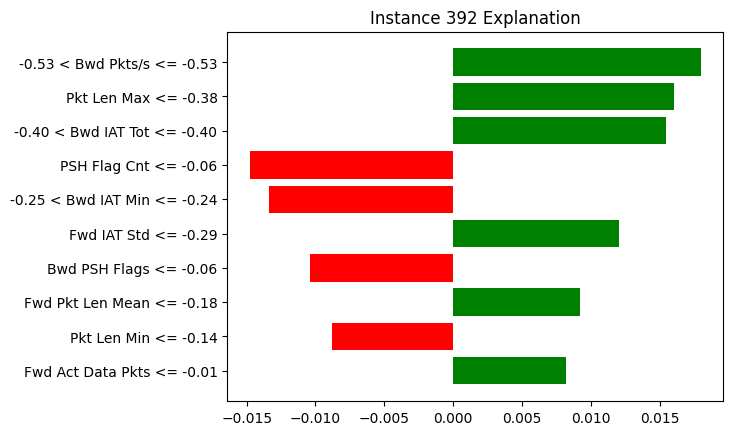 Instance 392 Explanation
-0.53 < Bwd Pkts/s <= -0.53
Pkt Len Max <= -0.38
-0.40 < Bwd IAT Tot <= -0.40
PSH Flag Cnt <= -0.06
-0.25 < Bwd IAT Min <= -0.24
Fwd IAT Std <= -0.29
Bwd PSH Flags <= -0.06
Fwd Pkt Len Mean <= -0.18
Pkt Len Min <= -0.14
Fwd Act Data Pkts <= -0.01
−0.015 −0.010 −0.005 0.000 0.005 0.010 0.015